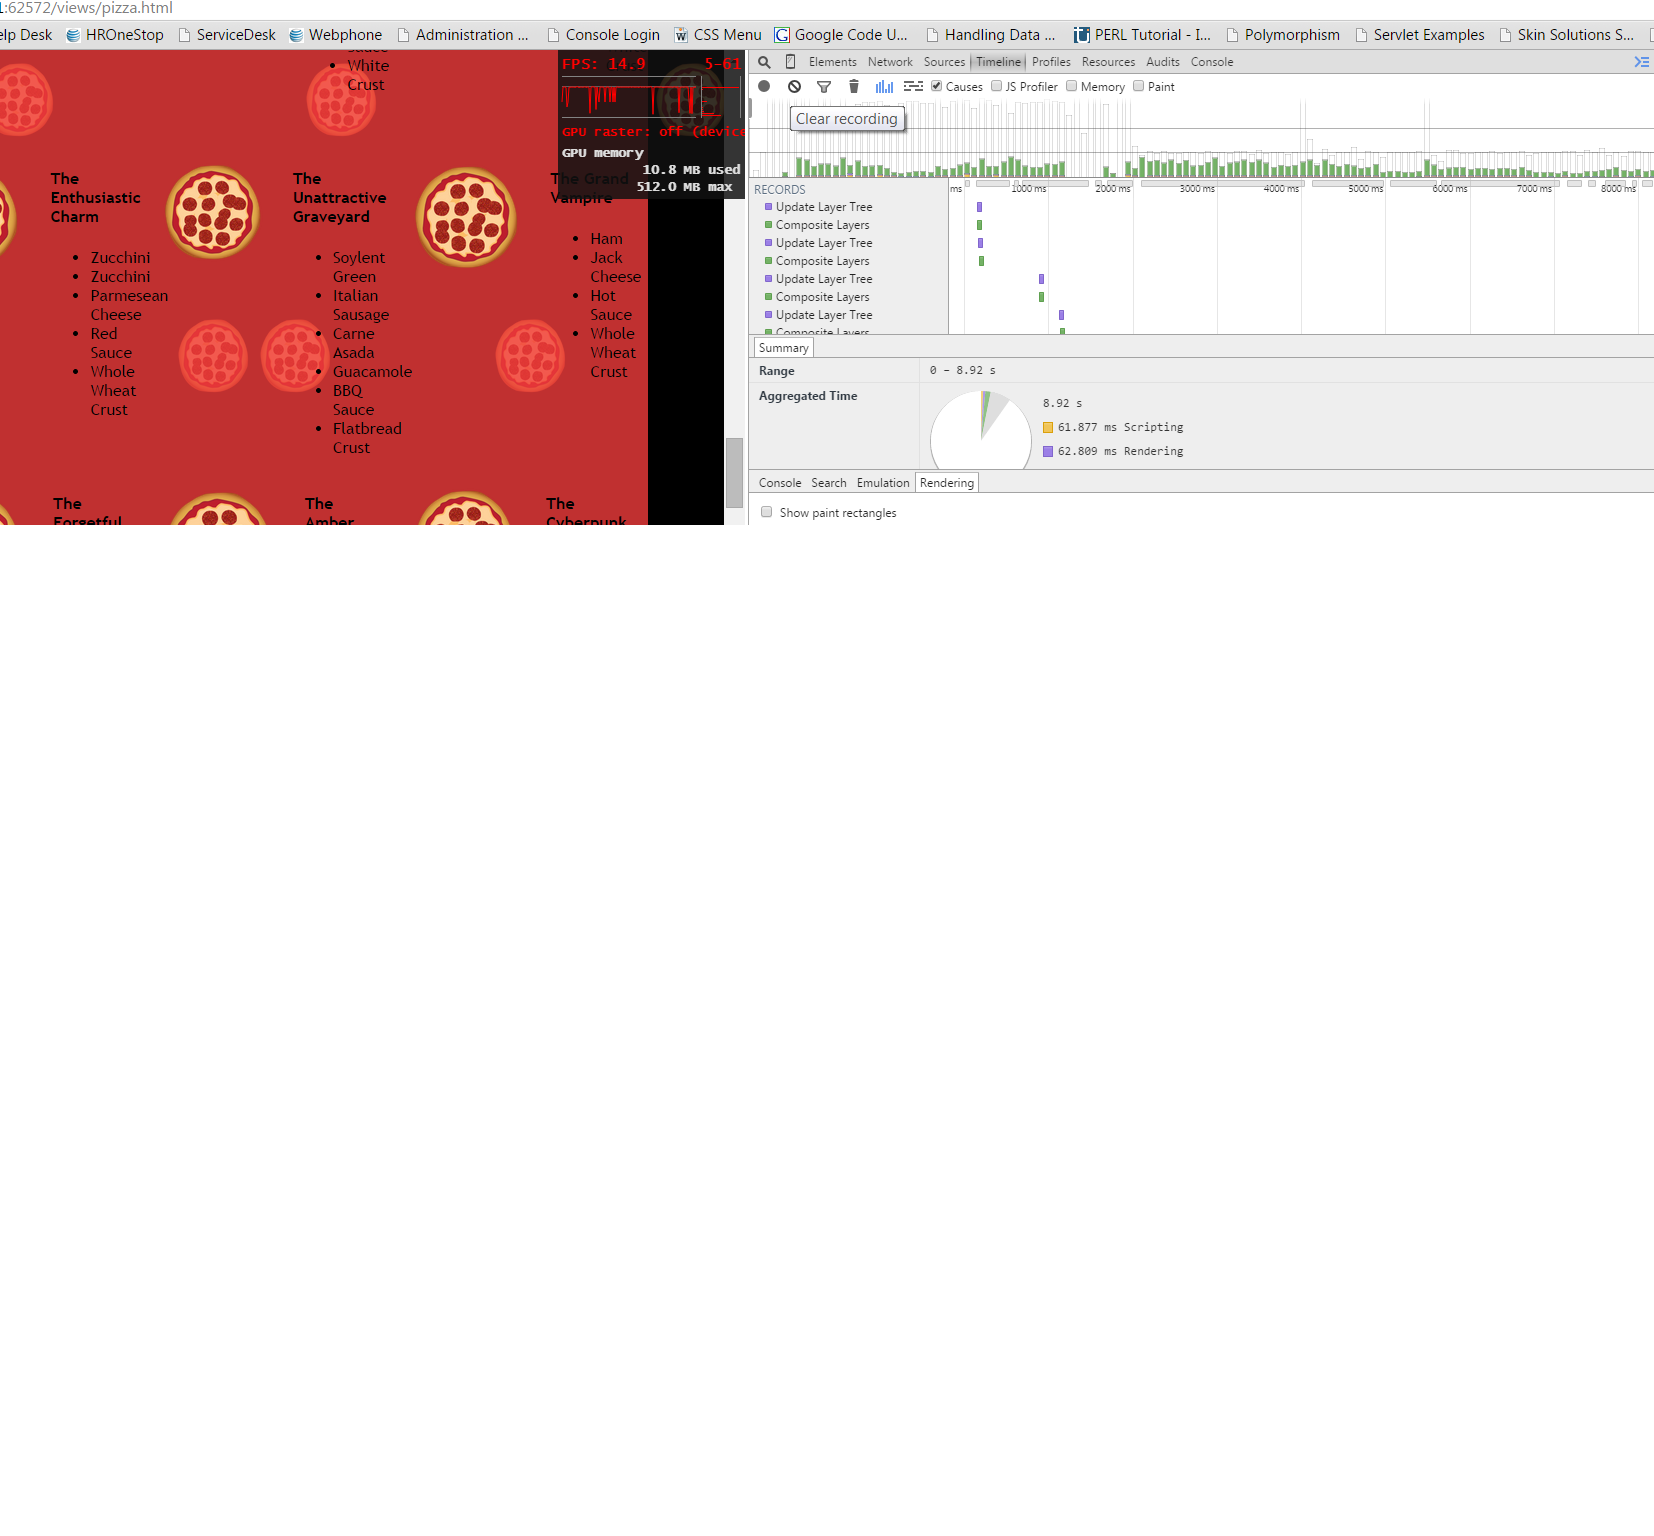 :62572/views/pizza.html
elp Desk HROneStop ServiceDesk Webphone Administration ... Console Login CSS Menu Google Code U... Handling Data ... PERL Tutorial - I... Polymorphism Servlet Examples Skin Solutions S...
Sauce
White
Crust
The
Enthusiastic
Charm
Zucchini
Zucchini
Parmesean
Cheese
Red
Sauce
Whole
Wheat
Crust
The
Unattractive
Graveyard
Soylent
Green
Italian
Sausage
Carne
Asada
Guacamole
BBQ
Sauce
Flatbread
Crust
The Grand
Vampire
Ham
Jack
Cheese
Hot
Sauce
Whole
Wheat
Crust
The
Forgetful
The
Amber
The
Cyberpunk
FPS: 14.9 5-61
GPU raster: off (device
GPU memory
10.8 MB used
512.0 MB max
Elements Network Sources Timeline Profiles Resources Audits Console
Causes JS Profiler Memory Paint
Clear recording
RECORDS
ms 1000 ms 2000 ms 3000 ms 4000 ms 5000 ms 6000 ms 7000 ms 8000 ms
Update Layer Tree
Composite Layers
Update Layer Tree
Composite Layers
Update Layer Tree
Composite Layers
Update Layer Tree
Composite Layers
Summary
Range 0 – 8.92 s
Aggregated Time
8.92 s
61.877 ms Scripting
62.809 ms Rendering
Console Search Emulation Rendering
Show paint rectangles